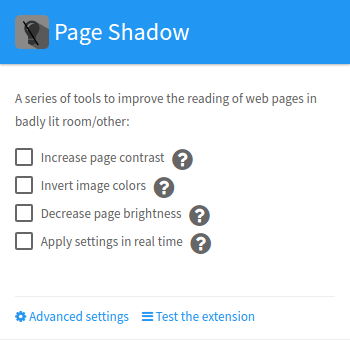 Page Shadow
A series of tools to improve the reading of web pages in
badly lit room/other:
Increase page contrast ?
Invert image colors ?
Decrease page brightness ?
Apply settings in real time ?
Advanced settings Test the extension